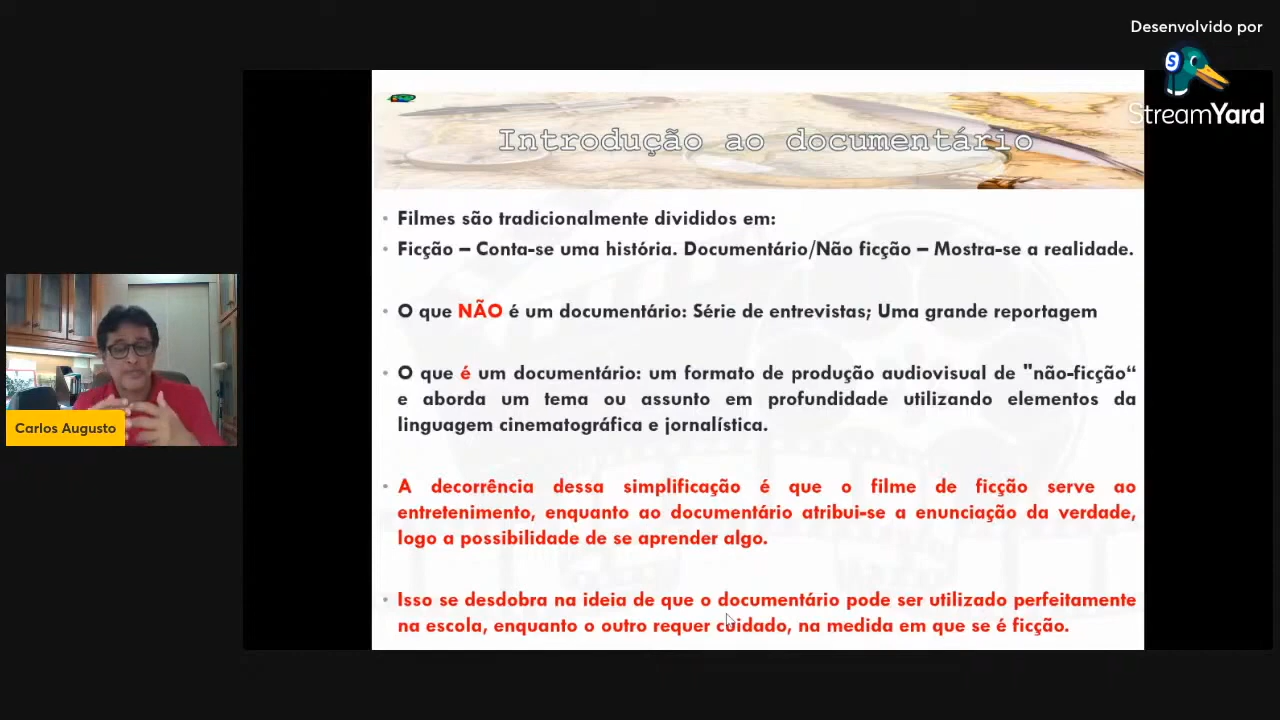 Desenvolvido por
StreamYard
Introdução ao documentário
• Filmes são tradicionalmente divididos em:
• Ficção – Conta-se uma história. Documentário/Não ficção – Mostra-se a realidade.
• O que NÃO é um documentário: Série de entrevistas; Uma grande reportagem
• O que é um documentário: um formato de produção audiovisual de "não-ficção“
e aborda um tema ou assunto em profundidade utilizando elementos da
linguagem cinematográfica e jornalística.
• A decorrência dessa simplificação é que o filme de ficção serve ao
entretenimento, enquanto ao documentário atribui-se a enunciação da verdade,
logo a possibilidade de se aprender algo.
• Isso se desdobra na ideia de que o documentário pode ser utilizado perfeitamente
na escola, enquanto o outro requer cuidado, na medida em que se é ficção.
Carlos Augusto